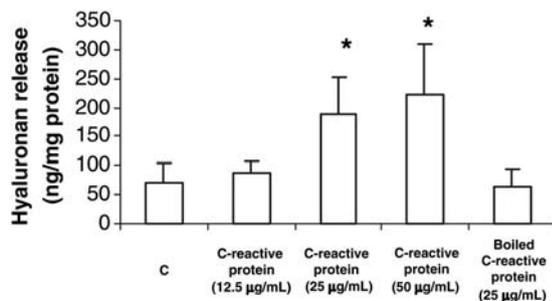 Hyaluronan release
(ng/mg protein)
350
300
250
200
150
100
50
0
*
*
C
C-reactive
protein
(12.5 µg/mL)
C-reactive
protein
(25 µg/mL)
C-reactive
protein
(50 µg/mL)
Boiled
C-reactive
protein
(25 µg/mL)